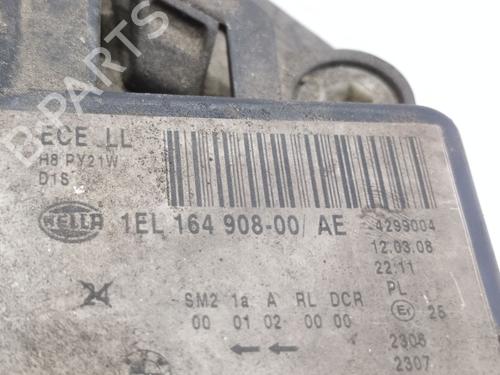 ECE LL
H8 PY21W
D1S
HELLA
1EL 164 908-00/ AE
4299004
12.03.08
22:11
PL
24
SM2 1a A RL DCR
00 01 02 00 00
25
2306
2307
B-PARTS